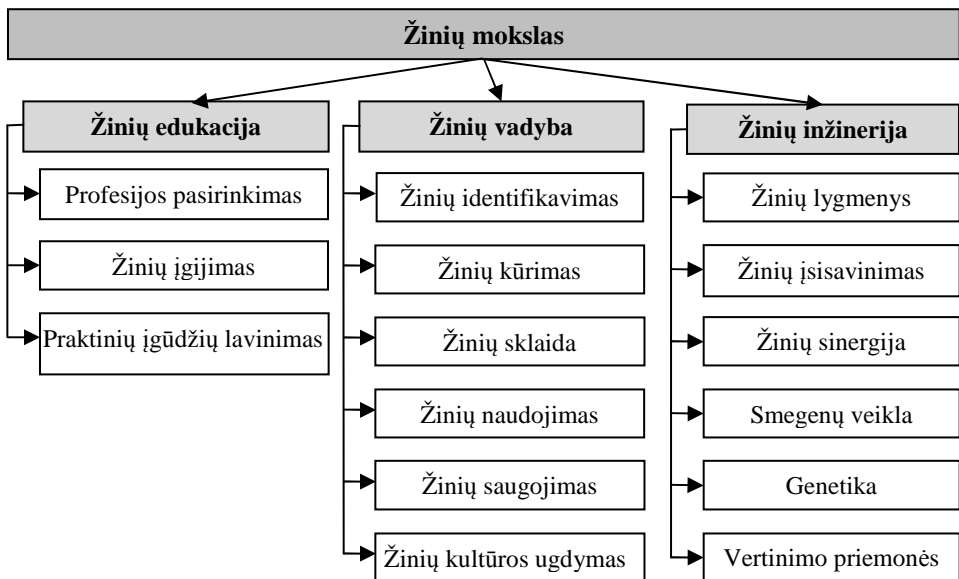 Žinių mokslas
Žinių edukacija
Profesijos pasirinkimas
Žinių įgijimas
Praktinių įgūdžių lavinimas
Žinių vadyba
Žinių identifikavimas
Žinių kūrimas
Žinių sklaida
Žinių naudojimas
Žinių saugojimas
Žinių kultūros ugdymas
Žinių inžinerija
Žinių lygmenys
Žinių įsisavinimas
Žinių sinergija
Smegenų veikla
Genetika
Vertinimo priemonės